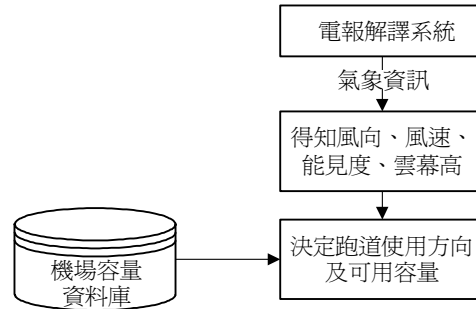 電報解譯系統
氣象資訊
得知風向、風速、
能見度、雲幕高
機場容量
資料庫
決定跑道使用方向
及可用容量